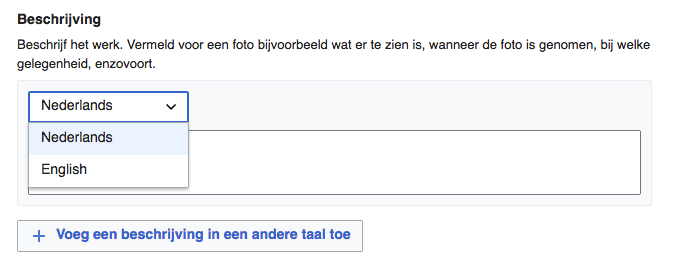 Beschrijving
Beschrijf het werk. Vermeld voor een foto bijvoorbeeld wat er te zien is, wanneer de foto is genomen, bij welke
gelegenheid, enzovoort.
Nederlands
Nederlands
English
+ Voeg een beschrijving in een andere taal toe